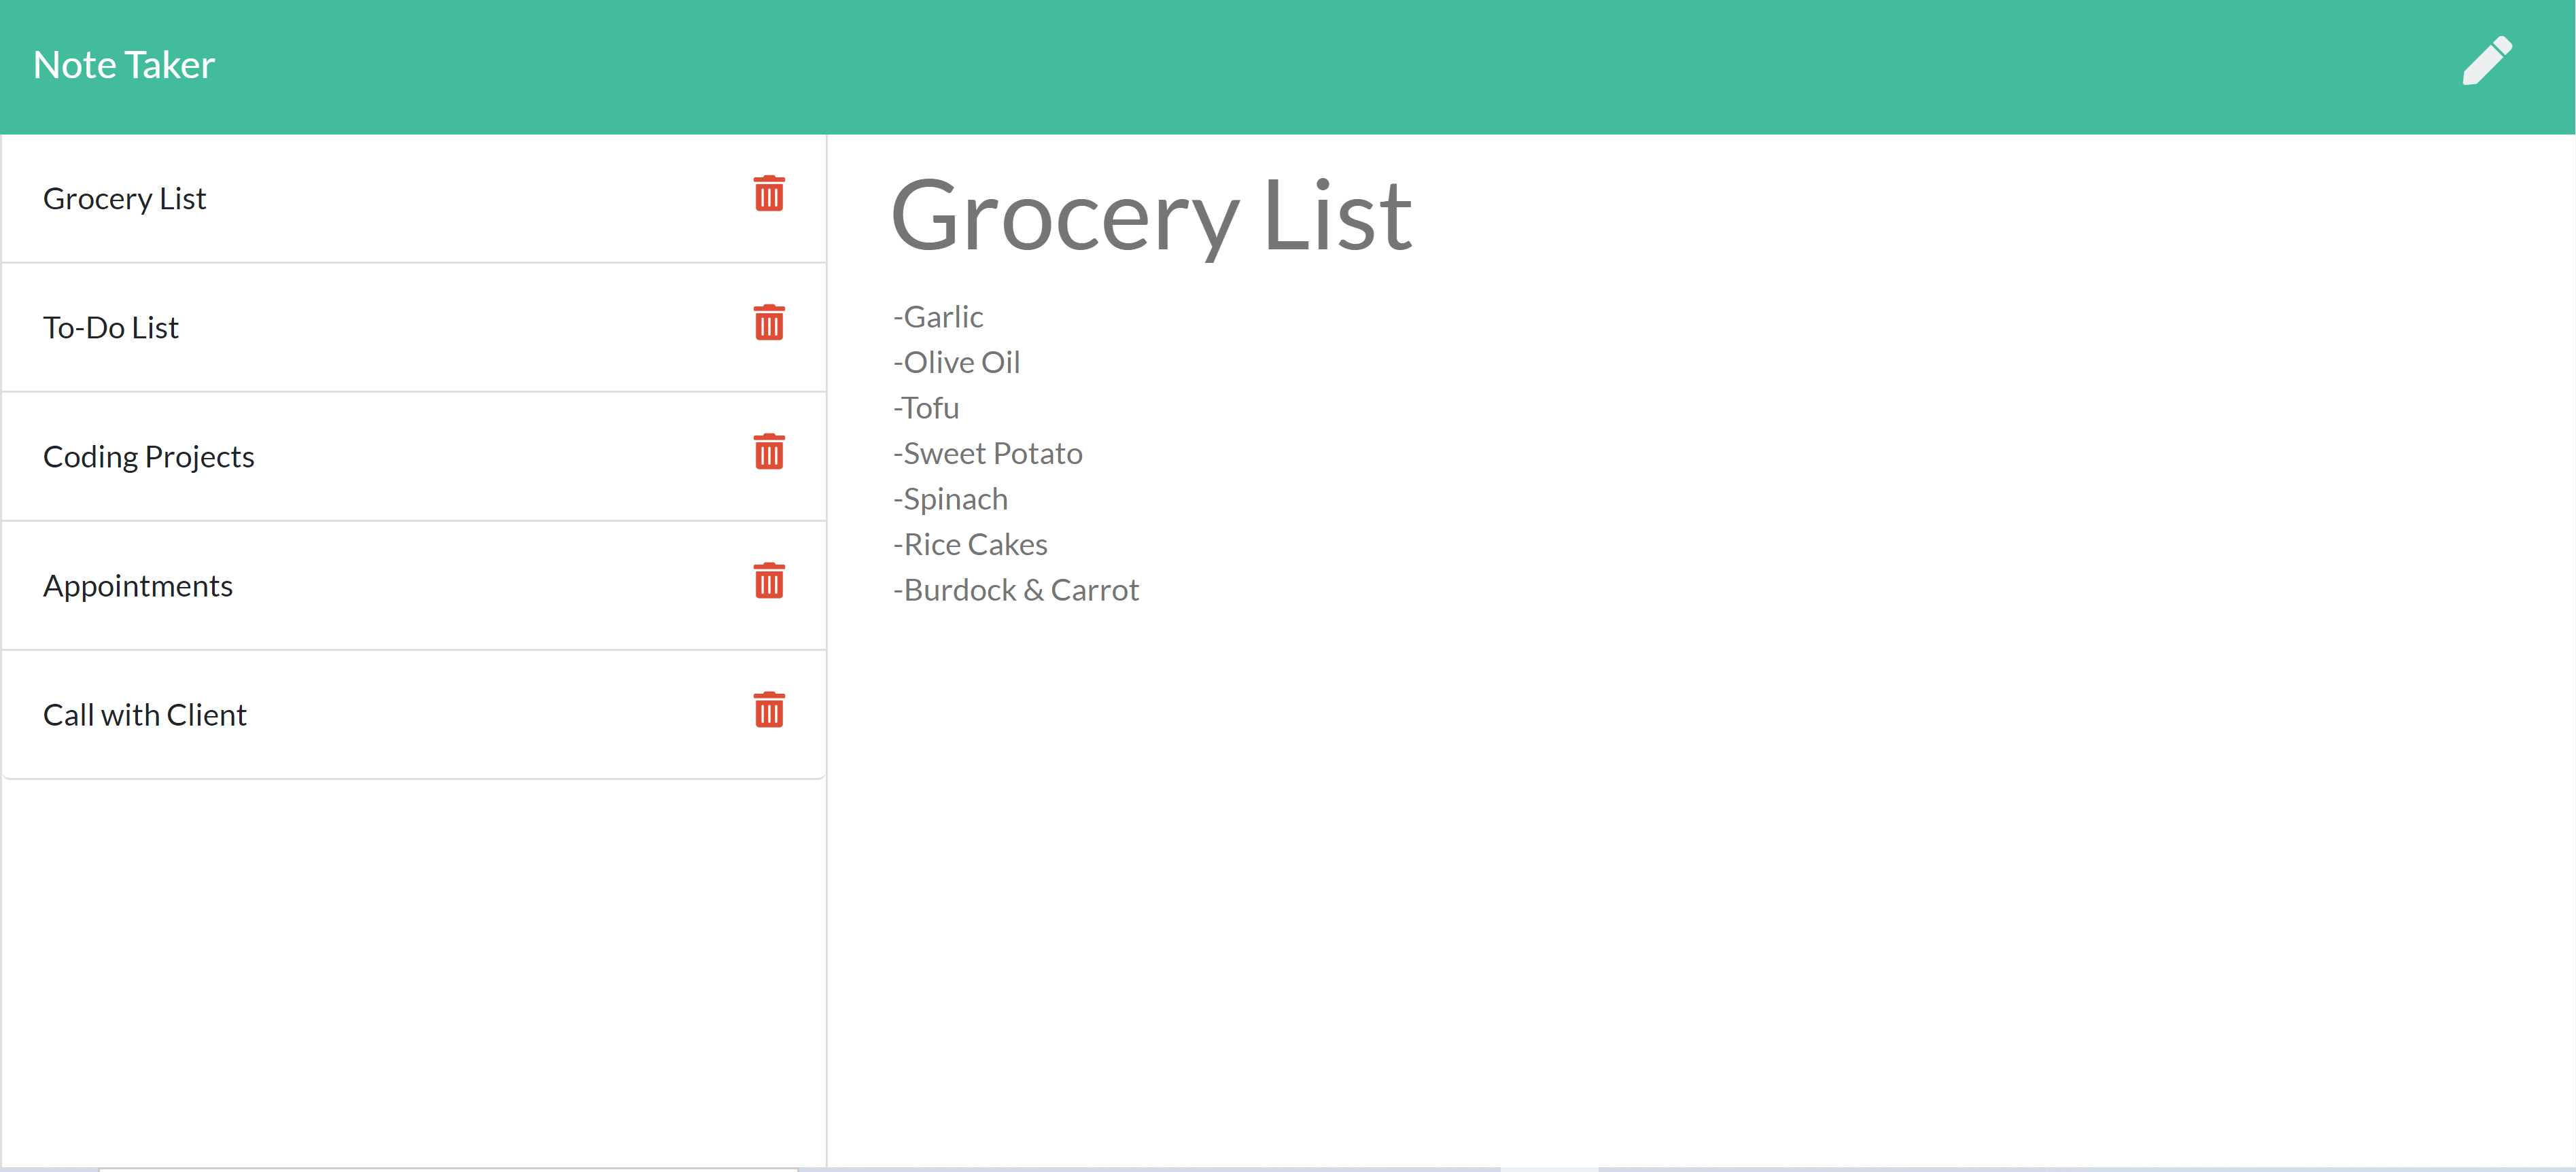 Note Taker
Grocery List
To-Do List
Coding Projects
Appointments
Call with Client
Grocery List
-Garlic
-Olive Oil
-Tofu
-Sweet Potato
-Spinach
-Rice Cakes
-Burdock & Carrot